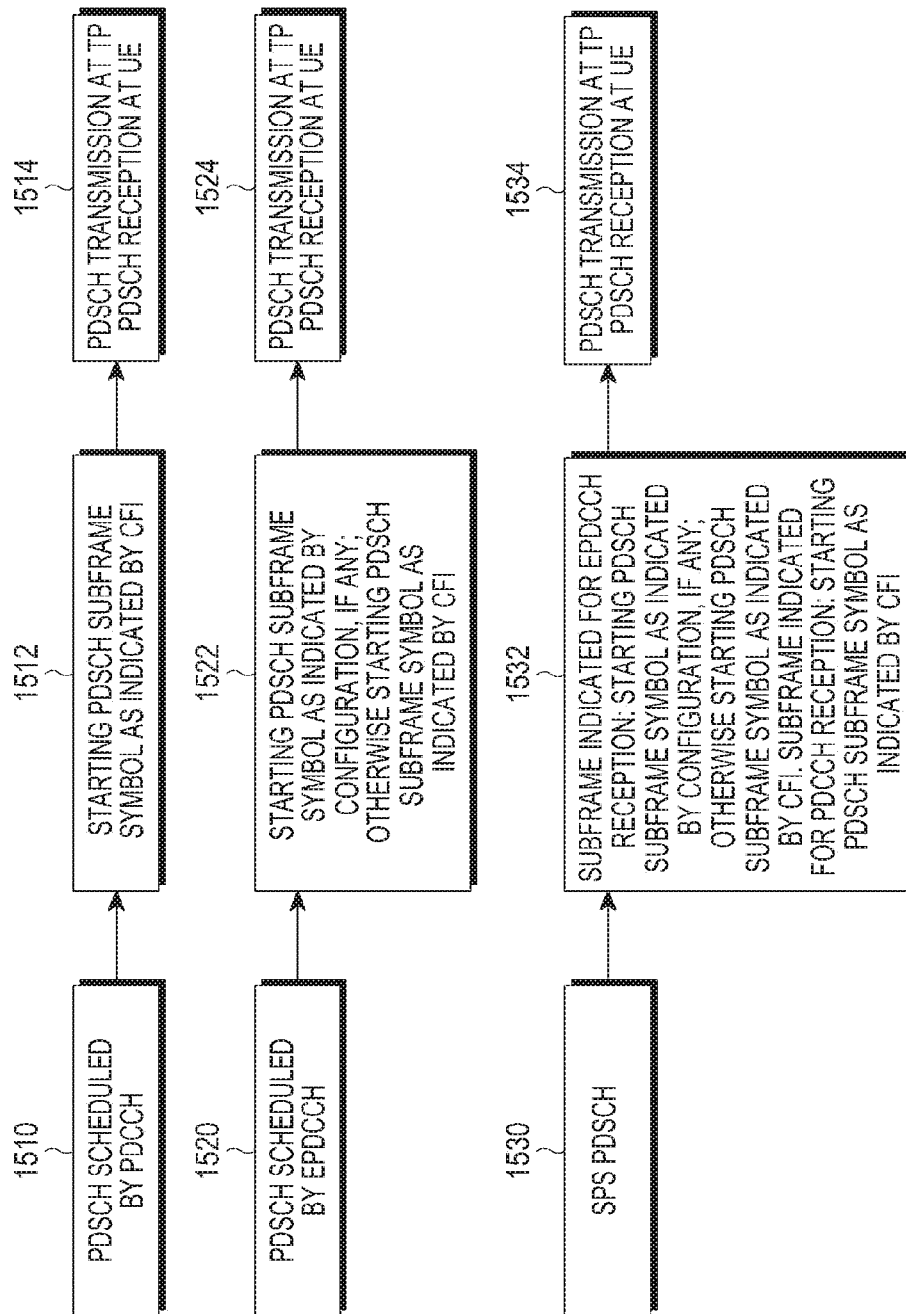 1510
PDSCH SCHEDULED
BY PDCCH
1512
STARTING PDSCH SUBFRAME
SYMBOL AS INDICATED BY CFI
1514
PDSCH TRANSMISSION AT TP
PDSCH RECEPTION AT UE
1520
PDSCH SCHEDULED
BY EPDCCH
1522
STARTING PDSCH SUBFRAME
SYMBOL AS INDICATED BY
CONFIGURATION, IF ANY;
OTHERWISE STARTING PDSCH
SUBFRAME SYMBOL AS
INDICATED BY CFI
1524
PDSCH TRANSMISSION AT TP
PDSCH RECEPTION AT UE
1530
SPS PDSCH
1532
SUBFRAME INDICATED FOR EPDCCH
RECEPTION: STARTING PDSCH
SUBFRAME SYMBOL AS INDICATED
BY CONFIGURATION, IF ANY;
OTHERWISE STARTING PDSCH
SUBFRAME SYMBOL AS INDICATED
BY CFI. SUBFRAME INDICATED
FOR PDCCH RECEPTION: STARTING
PDSCH SUBFRAME SYMBOL AS
INDICATED BY CFI
1534
PDSCH TRANSMISSION AT TP
PDSCH RECEPTION AT UE